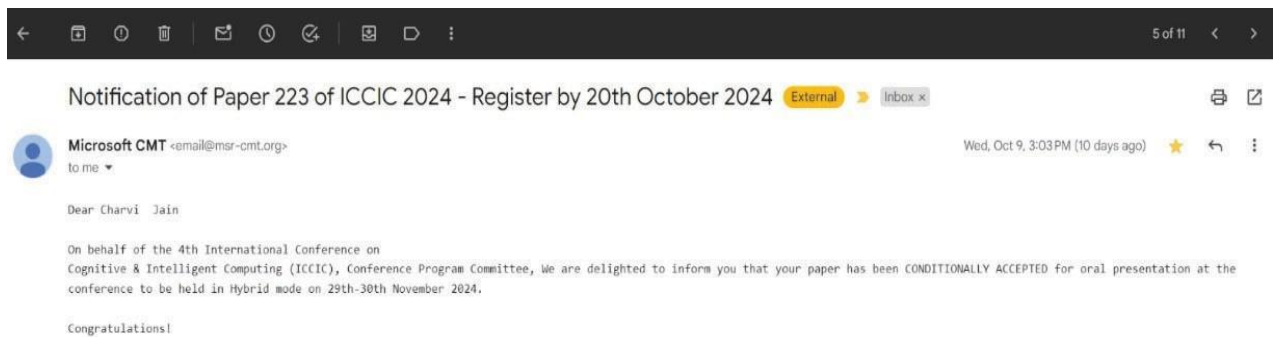 5 of 11
Notification of Paper 223 of ICCIC 2024 - Register by 20th October 2024 External Inbox ×
Microsoft CMT <email@msr-cmt.org> Wed, Oct 9, 3:03 PM (10 days ago)
to me
Dear Charvi Jain
On behalf of the 4th International Conference on
Cognitive & Intelligent Computing (ICCIC), Conference Program Committee, We are delighted to inform you that your paper has been CONDITIONALLY ACCEPTED for oral presentation at the
conference to be held in Hybrid mode on 29th-30th November 2024.
Congratulations!